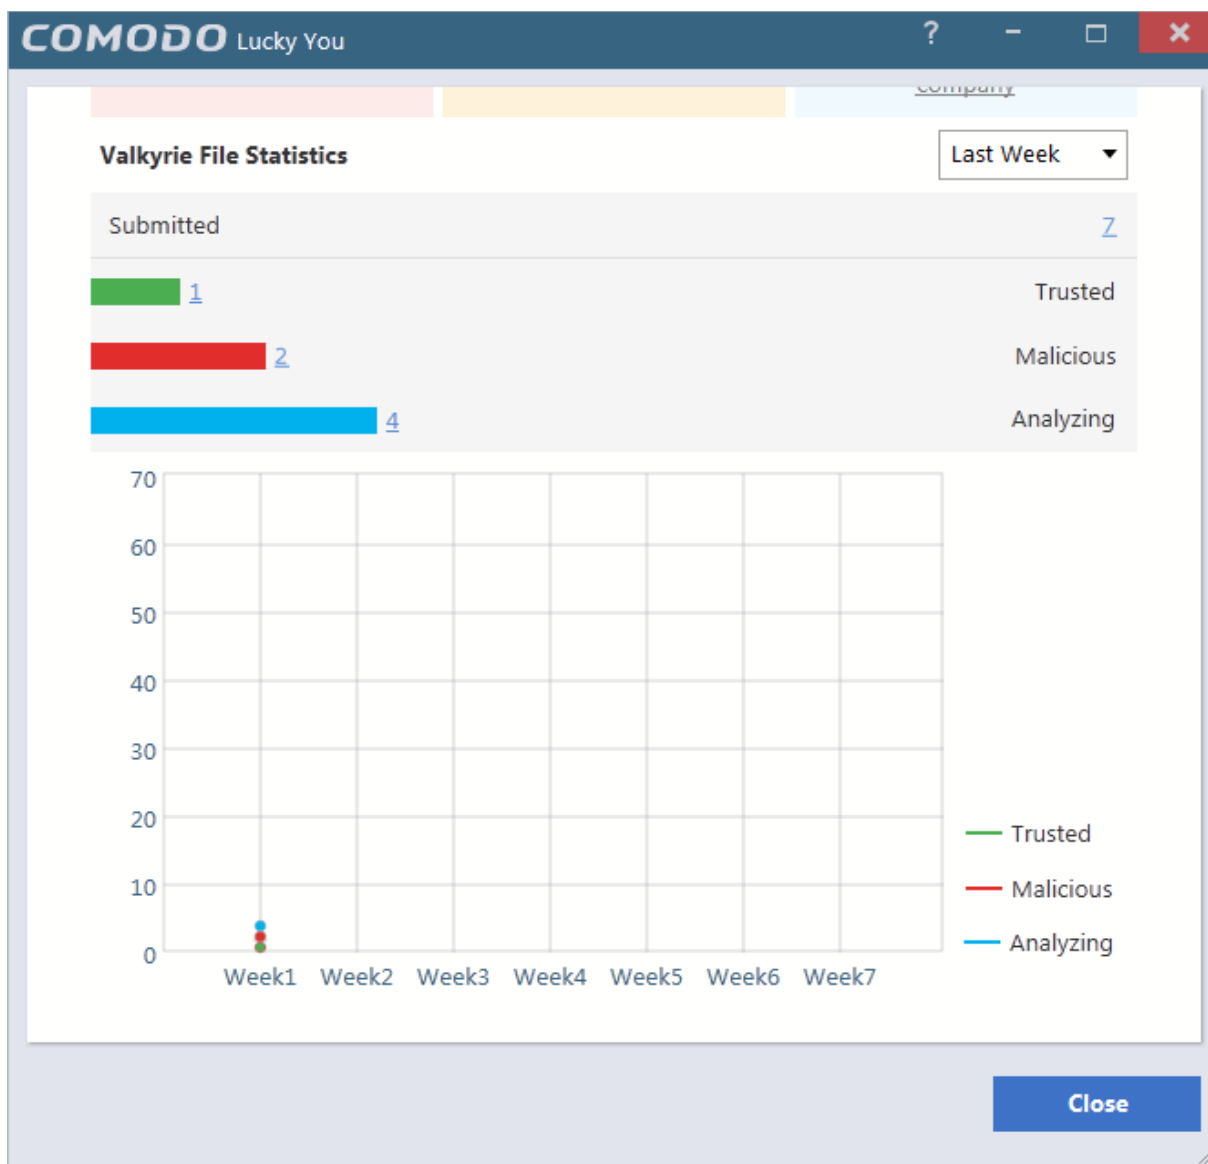 COMODO Lucky You ?
company
Valkyrie File Statistics Last Week
Submitted 7
1 Trusted
2 Malicious
4 Analyzing
70
60
50
40
30
20
10
0
Week1 Week2 Week3 Week4 Week5 Week6 Week7
Trusted
Malicious
Analyzing
Close